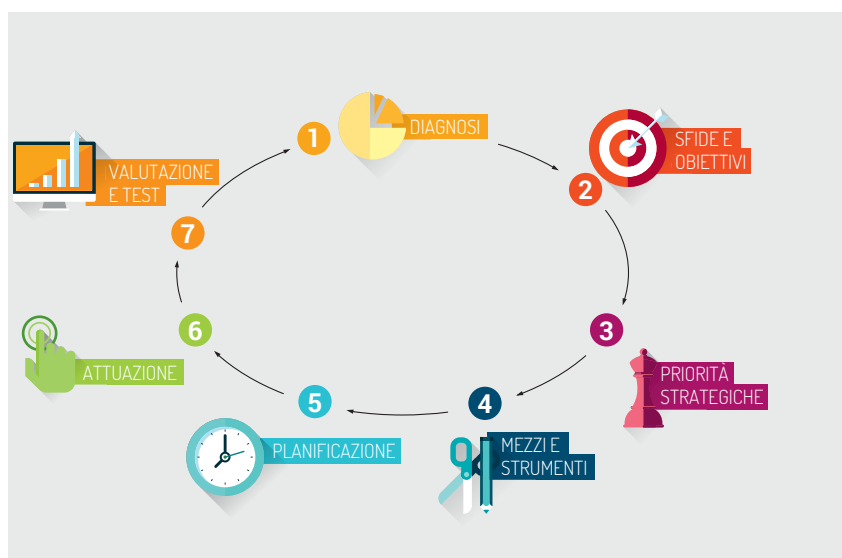 1
DIAGNOSI
2
SFIDE E
OBIETTIVI
3
PRIORITÀ
STRATEGICHE
4
MEZZI E
STRUMENTI
5
PLANIFICAZIONE
6
ATTUAZIONE
7
VALUTAZIONE
E TEST